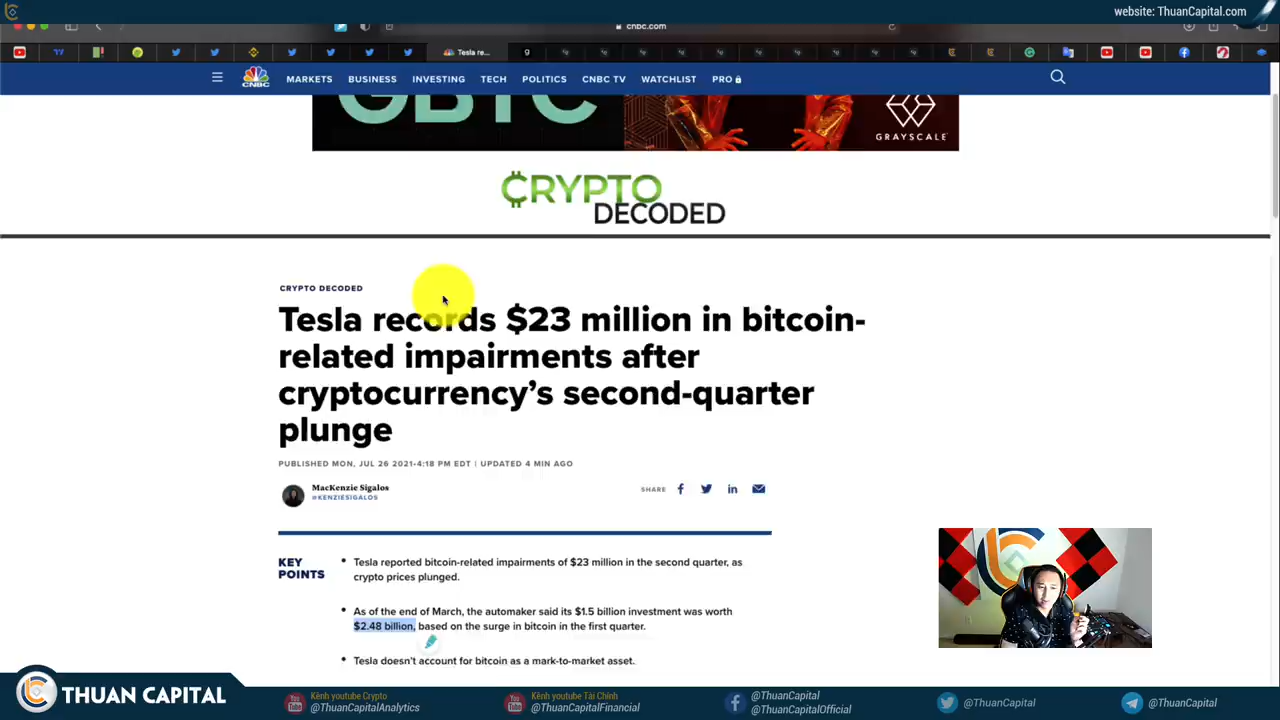 website: ThuanCapital.com
cnbc.com
Tesla re...
MARKETS BUSINESS INVESTING TECH POLITICS CNBC TV WATCHLIST PRO
CNBC
GBTC
GRAYSCALE
CRYPTO
DECODED
CRYPTO DECODED
Tesla records $23 million in bitcoin-
related impairments after
cryptocurrency’s second-quarter
plunge
PUBLISHED MON, JUL 26 2021-4:18 PM EDT | UPDATED 4 MIN AGO
MacKenzie Sigalos
@KENZIESIGALOS
SHARE
KEY
POINTS
• Tesla reported bitcoin-related impairments of $23 million in the second quarter, as
crypto prices plunged.
• As of the end of March, the automaker said its $1.5 billion investment was worth
$2.48 billion, based on the surge in bitcoin in the first quarter.
• Tesla doesn’t account for bitcoin as a mark-to-market asset.
THUAN CAPITAL
Kênh youtube Crypto
@ThuanCapitalAnalytics
Kênh youtube Tài Chính
@ThuanCapitalFinancial
@ThuanCapital
@ThuanCapitalOfficial
@ThuanCapital
@ThuanCapital